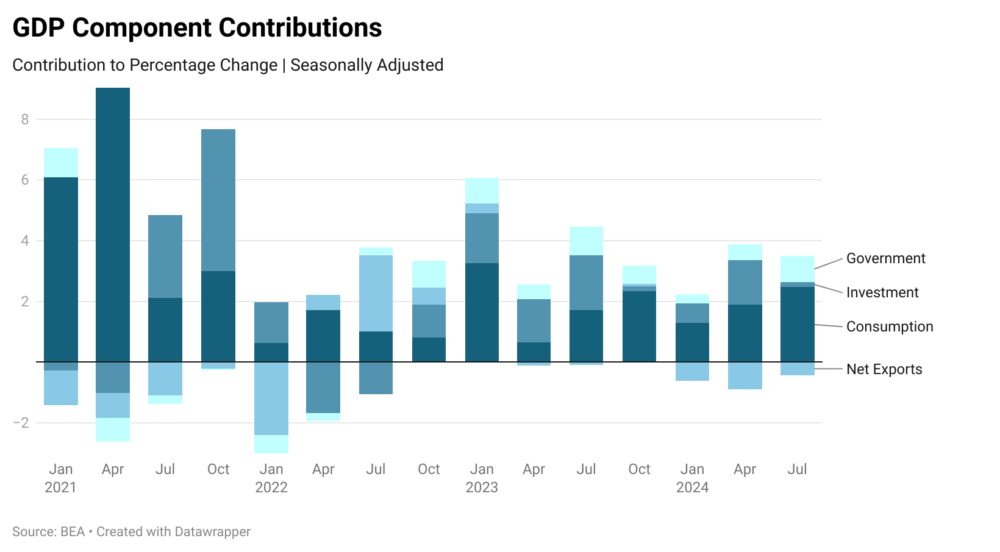 GDP Component Contributions
Contribution to Percentage Change | Seasonally Adjusted
8
6
4
2
−2
Government
Investment
Consumption
Net Exports
Jan Apr Jul Oct Jan Apr Jul Oct Jan Apr Jul Oct Jan Apr Jul
2021 2022 2023 2024
Source: BEA • Created with Datawrapper